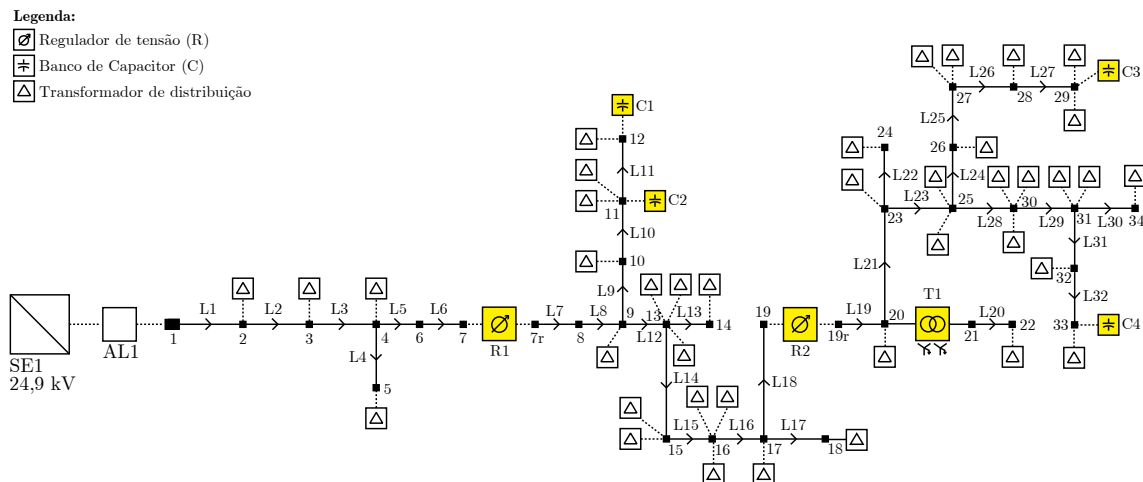 Legenda:
Regulador de tensão (R)
Banco de Capacitor (C)
Transformador de distribuição
SE1
24,9 kV
AL1
1
L1
2
L2
3
L3
4
L4
5
L5
6
L6
7
R1
7r
L7
8
L8
9
L9
10
L10
11
C2
L11
12
C1
L12
13
L13
14
L14
15
L15
16
L16
17
L17
18
L18
19
R2
19r
L19
20
T1
21
L20
22
L21
23
L22
24
L23
25
L24
26
L25
27
L26
28
L27
29
C3
L28
30
L29
31
L30
34
L31
32
L32
33
C4